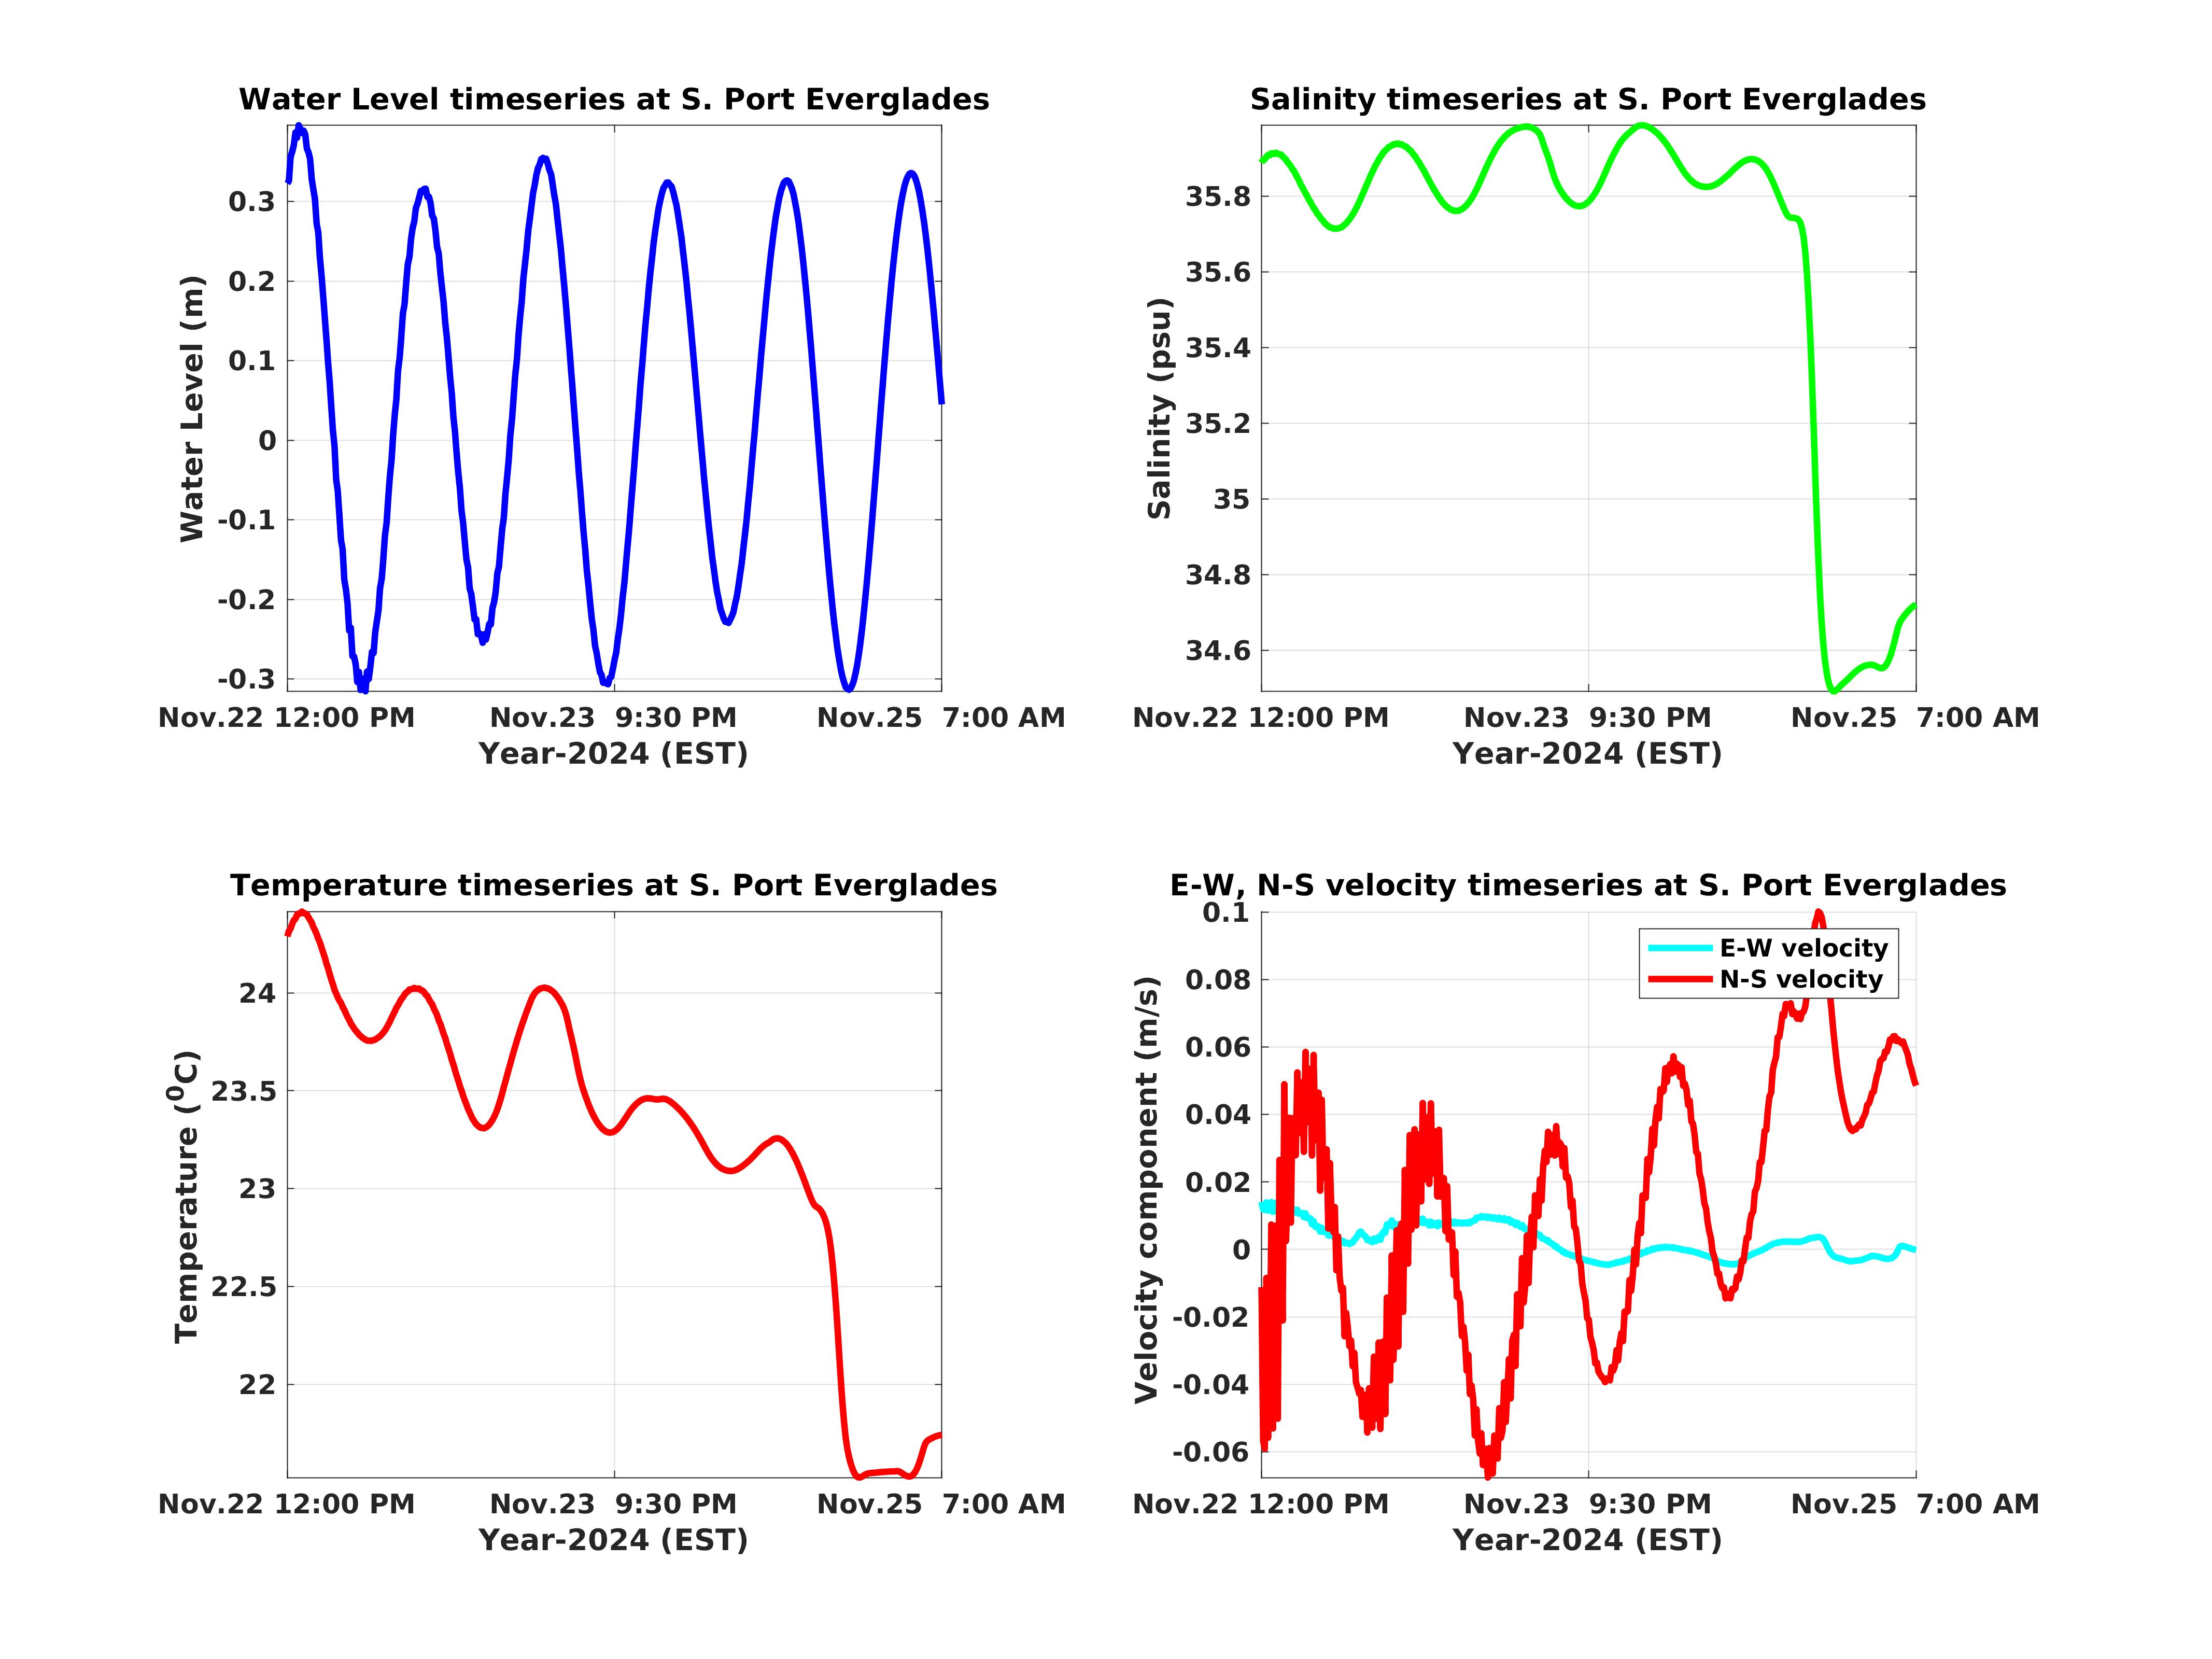 Water Level timeseries at S. Port Everglades
Water Level (m)
0.3
0.2
0.1
0
-0.1
-0.2
-0.3
Nov.22 12:00 PM
Nov.23 9:30 PM
Nov.25 7:00 AM
Year-2024 (EST)
Salinity timeseries at S. Port Everglades
Salinity (psu)
35.8
35.6
35.4
35.2
35
34.8
34.6
Nov.22 12:00 PM
Nov.23 9:30 PM
Nov.25 7:00 AM
Year-2024 (EST)
Temperature timeseries at S. Port Everglades
Temperature (⁰C)
24
23.5
23
22.5
22
Nov.22 12:00 PM
Nov.23 9:30 PM
Nov.25 7:00 AM
Year-2024 (EST)
E-W, N-S velocity timeseries at S. Port Everglades
Velocity component (m/s)
0.1
0.08
0.06
0.04
0.02
0
-0.02
-0.04
-0.06
E-W velocity
N-S velocity
Nov.22 12:00 PM
Nov.23 9:30 PM
Nov.25 7:00 AM
Year-2024 (EST)